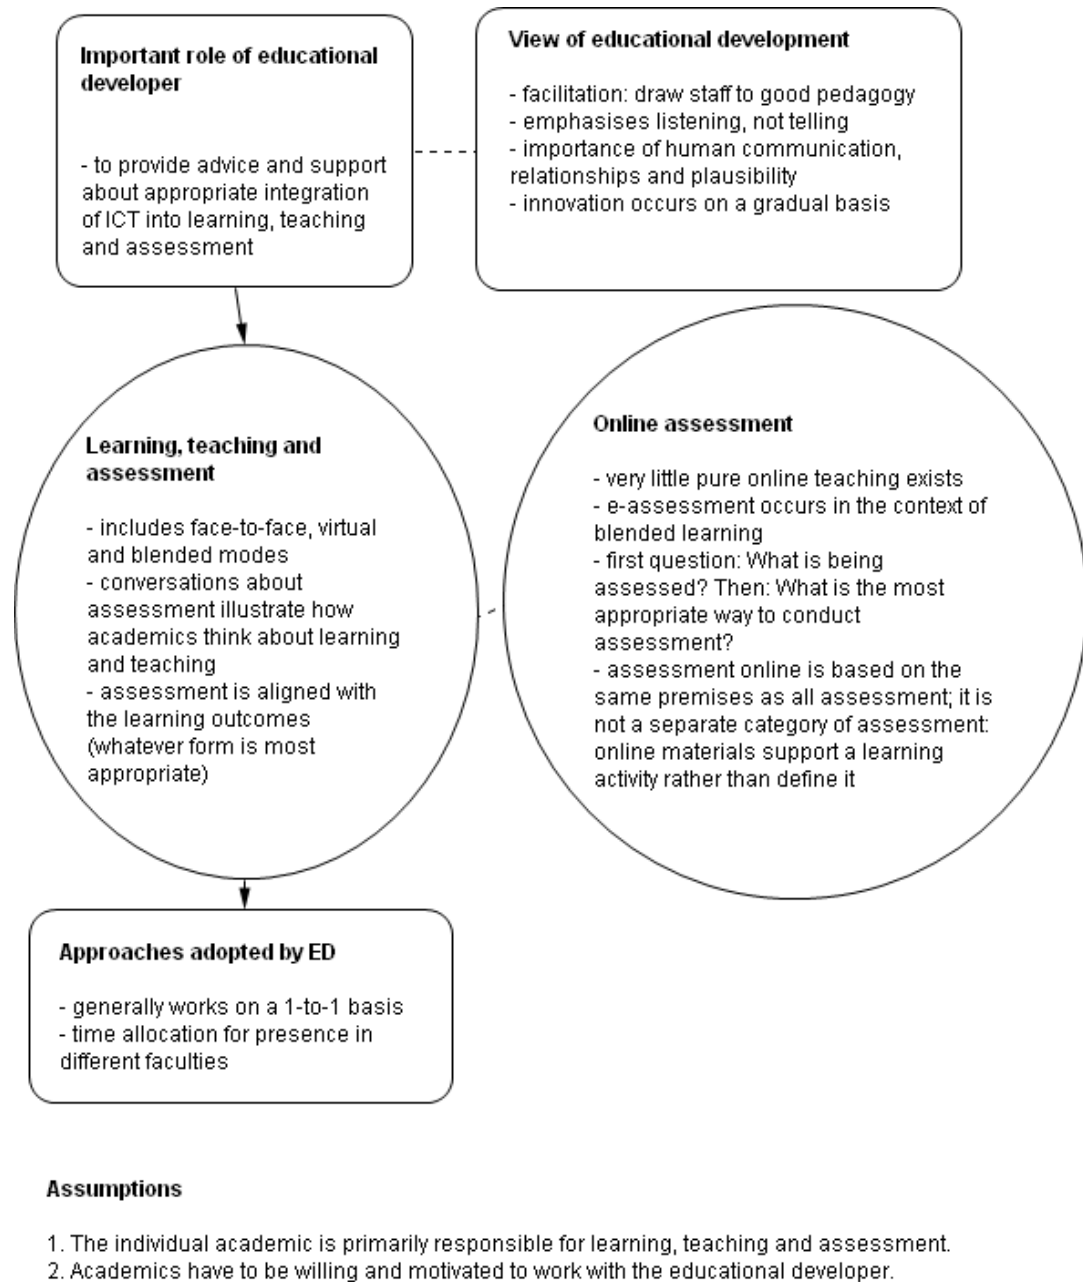 Important role of educational
developer
- to provide advice and support
about appropriate integration
of ICT into learning, teaching
and assessment
View of educational development
- facilitation: draw staff to good pedagogy
- emphasises listening, not telling
- importance of human communication,
relationships and plausibility
- innovation occurs on a gradual basis
Learning, teaching and
assessment
- includes face-to-face, virtual
and blended modes
- conversations about
assessment illustrate how
academics think about learning
and teaching
- assessment is aligned with
the learning outcomes
(whatever form is most
appropriate)
Online assessment
- very little pure online teaching exists
- e-assessment occurs in the context of
blended learning
- first question: What is being
assessed? Then: What is the most
appropriate way to conduct
assessment?
- assessment online is based on the
same premises as all assessment; it is
not a separate category of assessment:
online materials support a learning
activity rather than define it
Approaches adopted by ED
- generally works on a 1-to-1 basis
- time allocation for presence in
different faculties
Assumptions
1. The individual academic is primarily responsible for learning, teaching and assessment.
2. Academics have to be willing and motivated to work with the educational developer.